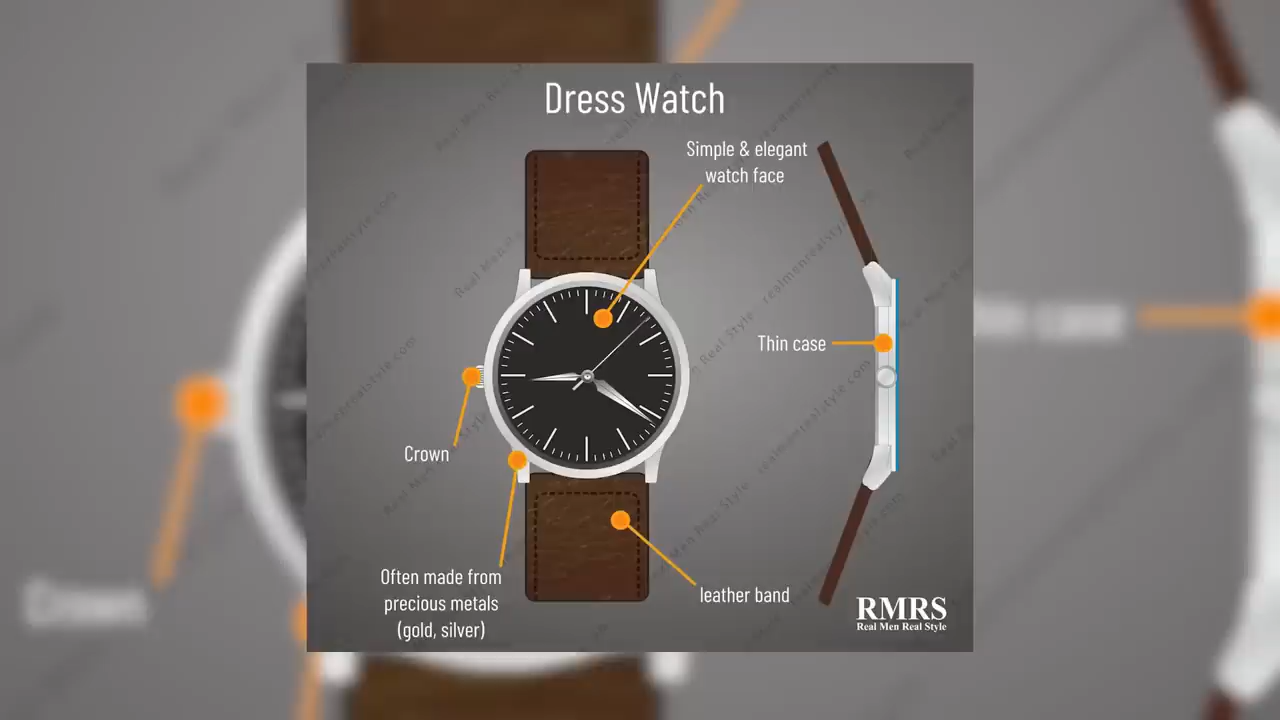 Dress Watch
Simple & elegant
watch face
Thin case
Crown
Often made from
precious metals
(gold, silver)
leather band
RMRS
Real Men Real Style